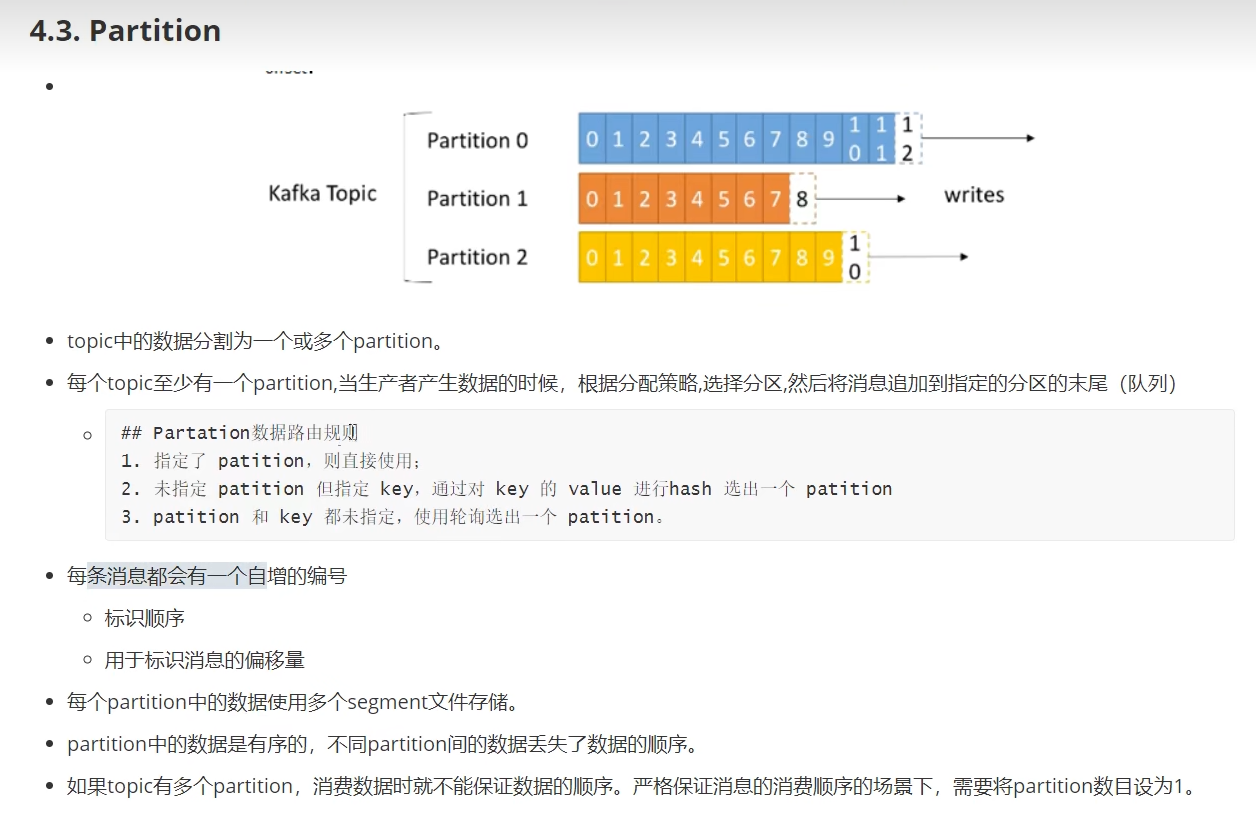 4.3. Partition
Kafka Topic
Partition 0
0 1 2 3 4 5 6 7 8 9 10 11 12
Partition 1
0 1 2 3 4 5 6 7 8
writes
Partition 2
0 1 2 3 4 5 6 7 8 9 10
topic中的数据分割为一个或多个partition。
每个topic至少有一个partition,当生产者产生数据的时候，根据分配策略,选择分区,然后将消息追加到指定的分区的末尾（队列）
## Partation数据路由规则
1. 指定了 patition，则直接使用；
2. 未指定 patition 但指定 key，通过对 key 的 value 进行hash 选出一个 patition
3. patition 和 key 都未指定，使用轮询选出一个 patition。
每条消息都会有一个自增的编号
标识顺序
用于标识消息的偏移量
每个partition中的数据使用多个segment文件存储。
partition中的数据是有序的，不同partition间的数据丢失了数据的顺序。
如果topic有多个partition，消费数据时就不能保证数据的顺序。严格保证消息的消费顺序的场景下，需要将partition数目设为1。